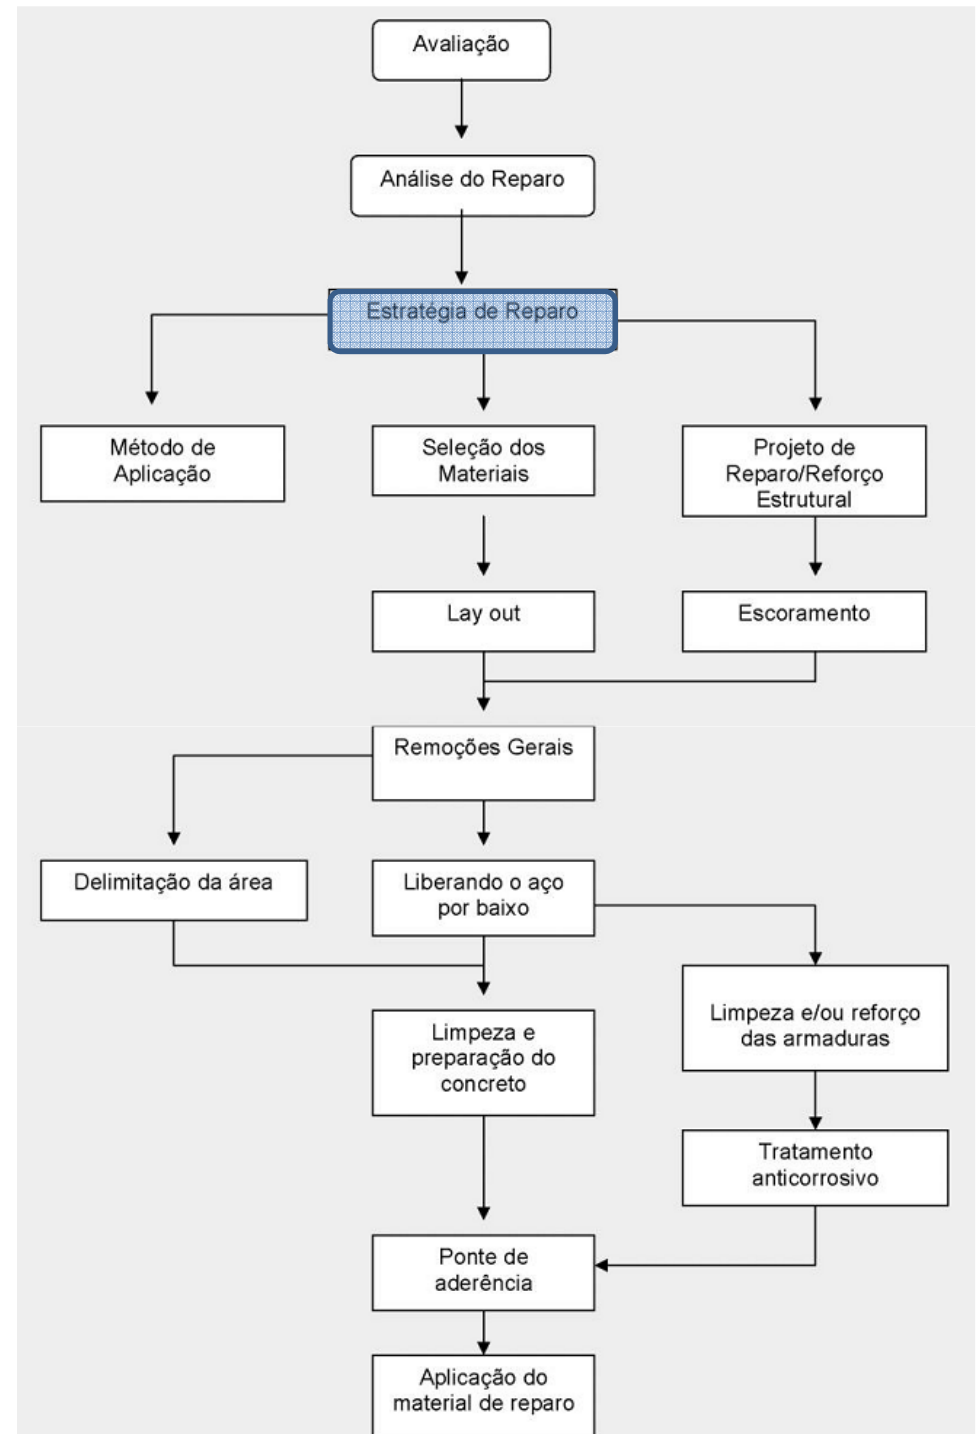 Avaliação
Análise do Reparo
Estratégia de Reparo
Método de
Aplicação
Seleção dos
Materiais
Projeto de
Reparo/Reforço
Estrutural
Lay out
Escoramento
Remoções Gerais
Delimitação da área
Liberando o aço
por baixo
Limpeza e/ou reforço
das armaduras
Limpeza e
preparação do
concreto
Tratamento
anticorrosivo
Ponte de
aderência
Aplicação do
material de reparo